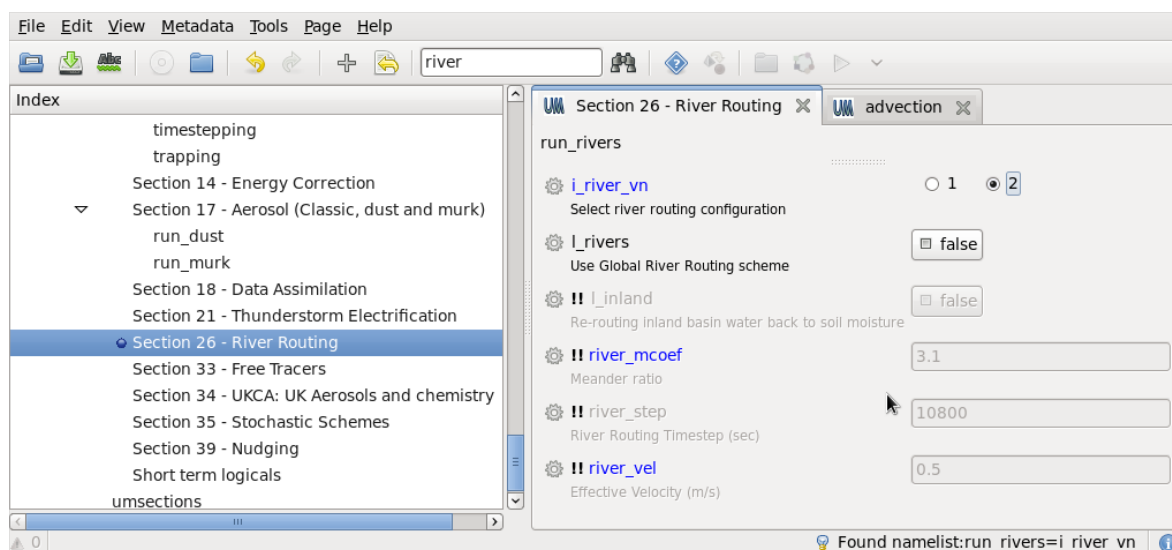 File Edit View Metadata Tools Page Help
Abc
river
Index
timestepping
trapping
Section 14 - Energy Correction
Section 17 - Aerosol (Classic, dust and murk)
run_dust
run_murk
Section 18 - Data Assimilation
Section 21 - Thunderstorm Electrification
Section 26 - River Routing
Section 33 - Free Tracers
Section 34 - UKCA: UK Aerosols and chemistry
Section 35 - Stochastic Schemes
Section 39 - Nudging
Short term logicals
umsections
0
UM Section 26 - River Routing UM advection
run_rivers
i_river_vn 1 2
Select river routing configuration
l_rivers false
Use Global River Routing scheme
!! l_inland false
Re-routing inland basin water back to soil moisture
!! river_mcoef 3.1
Meander ratio
!! river_step 10800
River Routing Timestep (sec)
!! river_vel 0.5
Effective Velocity (m/s)
Found namelist:run_rivers=i_river_vn